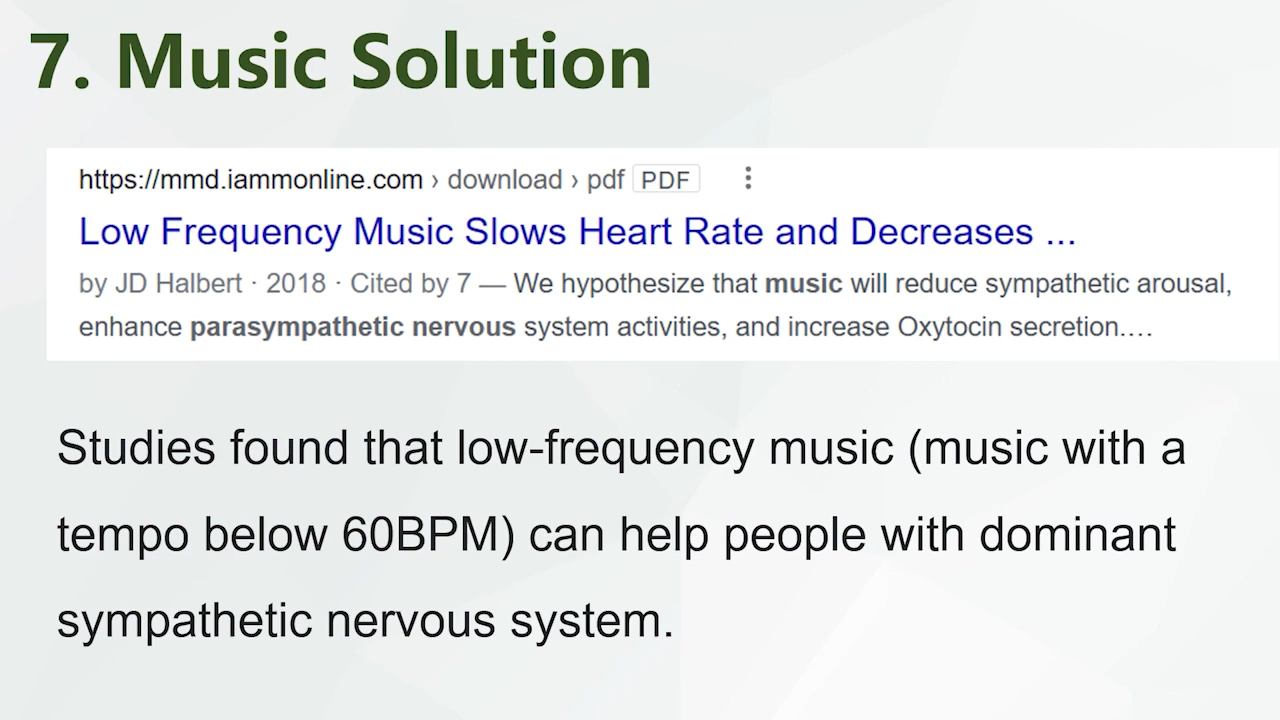 7. Music Solution
https://mmd.iammonline.com › download › pdf PDF
Low Frequency Music Slows Heart Rate and Decreases ...
by JD Halbert · 2018 · Cited by 7 — We hypothesize that music will reduce sympathetic arousal,
enhance parasympathetic nervous system activities, and increase Oxytocin secretion....
Studies found that low-frequency music (music with a
tempo below 60BPM) can help people with dominant
sympathetic nervous system.